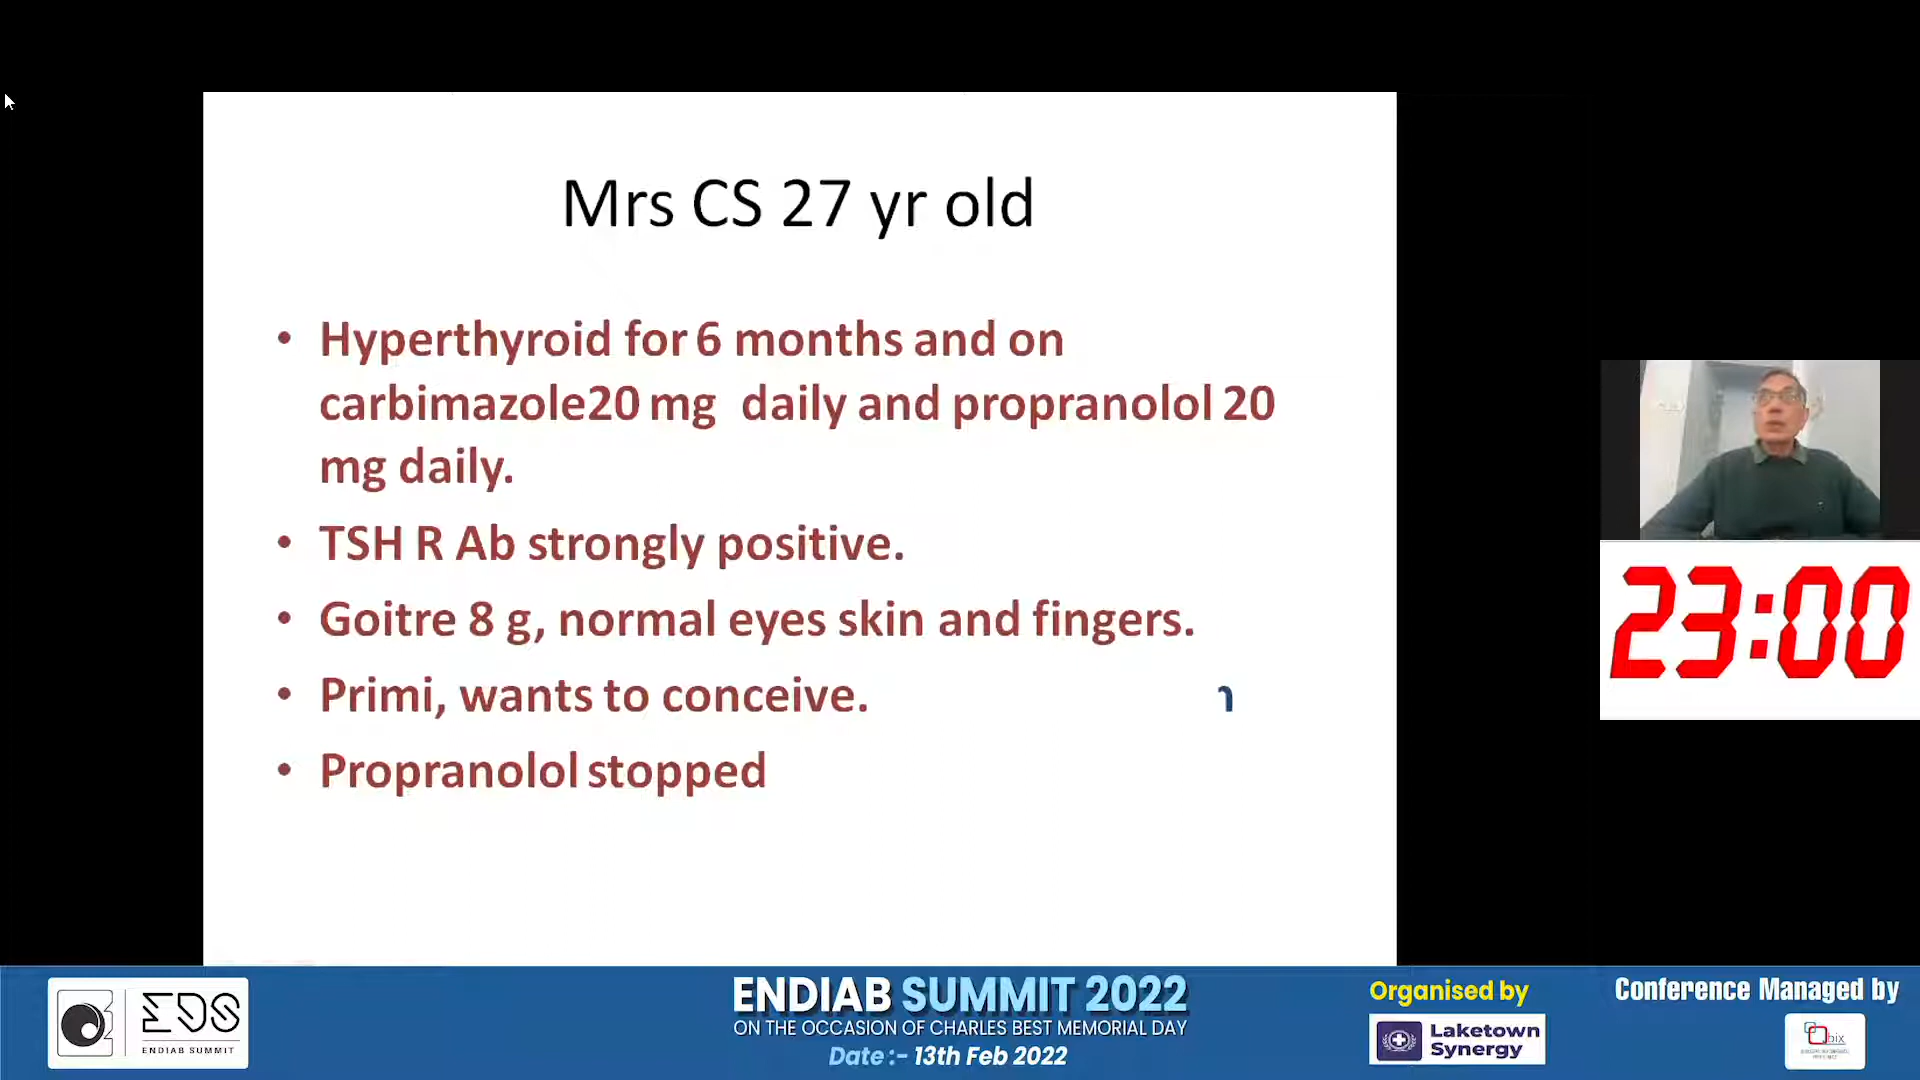 Mrs CS 27 yr old
• Hyperthyroid for 6 months and on
carbimazole20 mg daily and propranolol 20
mg daily.
• TSH R Ab strongly positive.
• Goitre 8 g, normal eyes skin and fingers.
• Primi, wants to conceive.
• Propranolol stopped
23:00
EDS
ENDIAB SUMMIT
ENDIAB SUMMIT 2022
ON THE OCCASION OF CHARLES BEST MEMORIAL DAY
Date :- 13th Feb 2022
Organised by
Laketown
Synergy
Conference Managed by